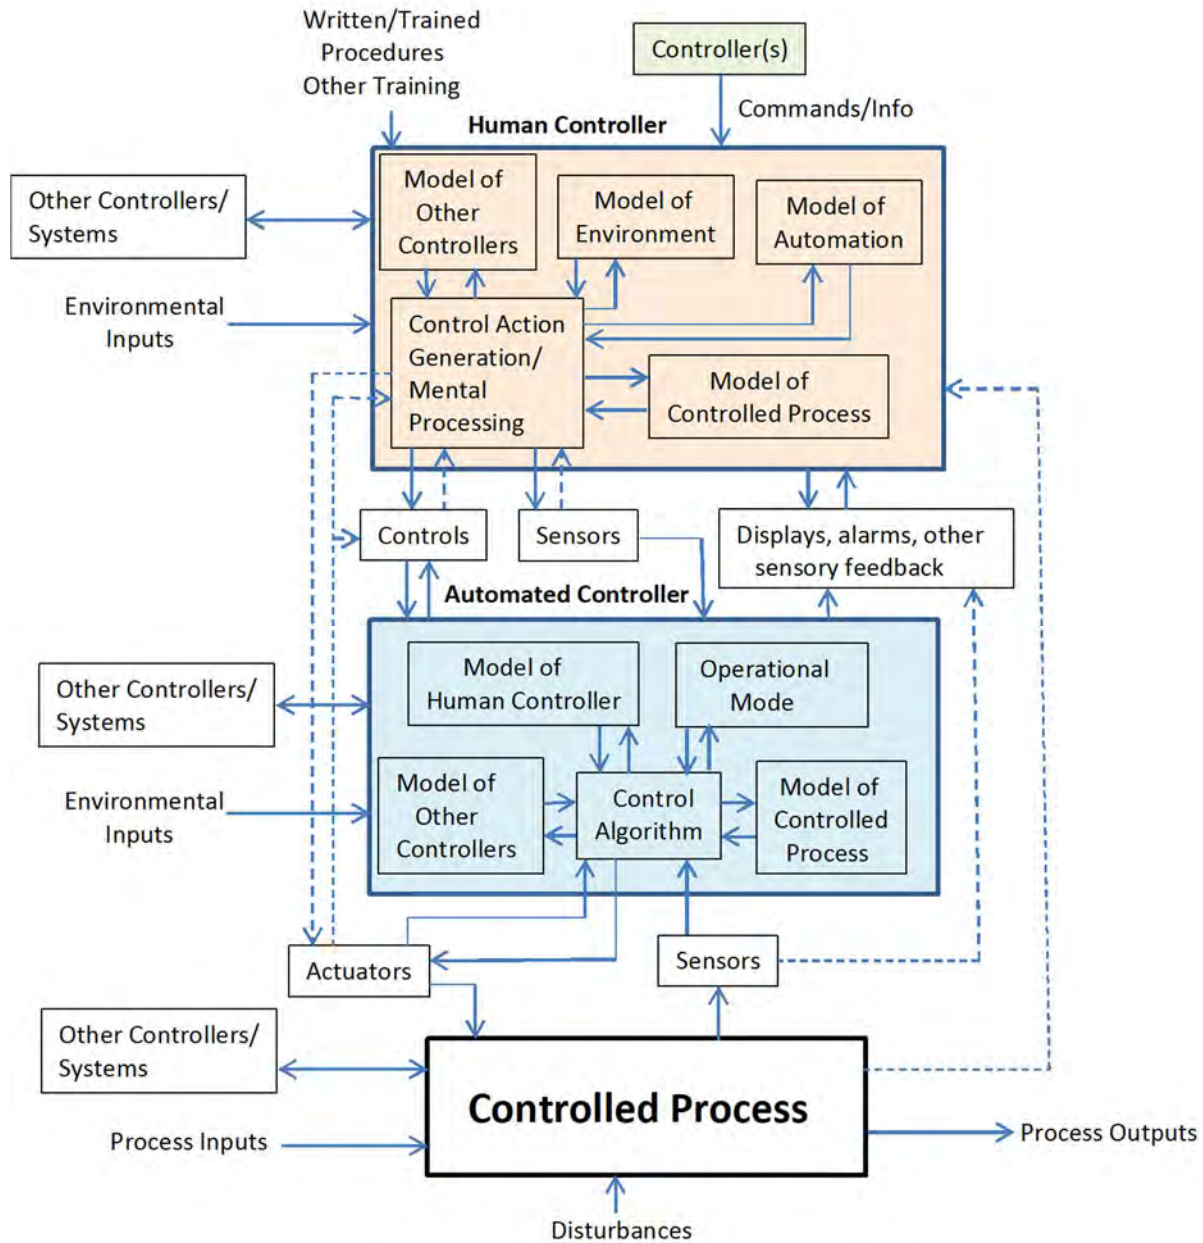 Written/Trained
Procedures
Other Training
Controller(s)
Commands/Info
Human Controller
Other Controllers/
Systems
Model of
Other
Controllers
Model of
Environment
Model of
Automation
Environmental
Inputs
Control Action
Generation/
Mental
Processing
Model of
Controlled Process
Controls
Sensors
Displays, alarms, other
sensory feedback
Automated Controller
Other Controllers/
Systems
Model of
Human Controller
Operational
Mode
Environmental
Inputs
Model of
Other
Controllers
Control
Algorithm
Model of
Controlled
Process
Actuators
Sensors
Other Controllers/
Systems
Controlled Process
Process Inputs
Process Outputs
Disturbances